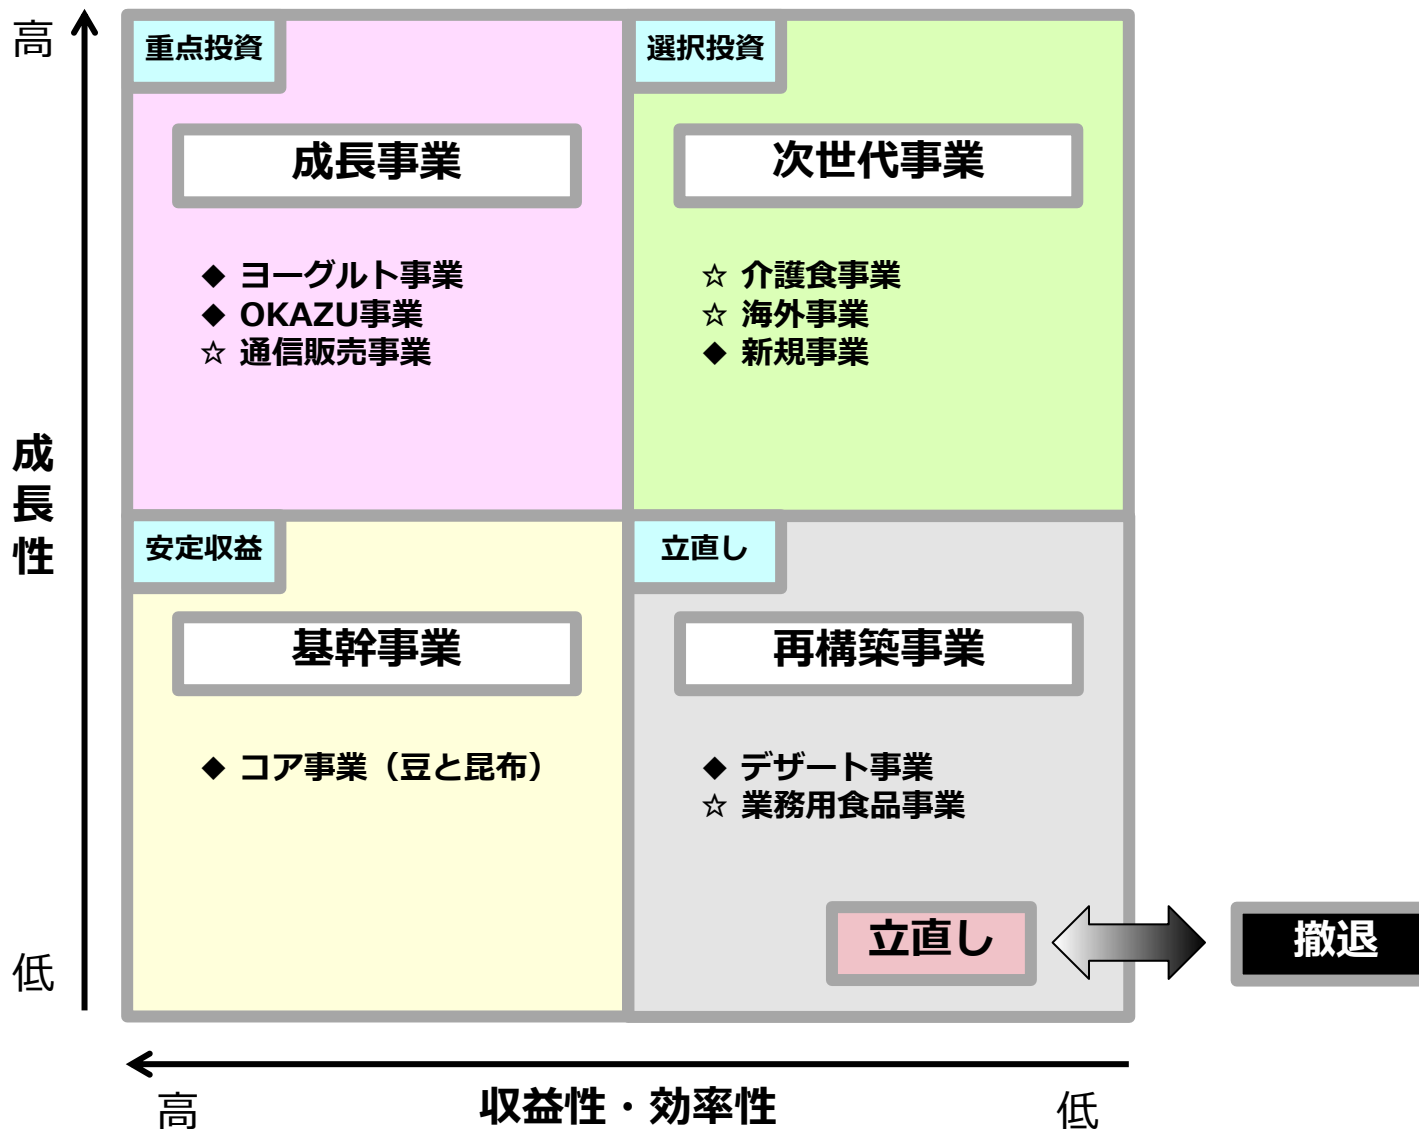 高
重点投資
選択投資
成長事業
次世代事業
◆ ヨーグルト事業
◆ OKAZU事業
☆ 通信販売事業
☆ 介護食事業
☆ 海外事業
◆ 新規事業
成長性
安定収益
立直し
基幹事業
再構築事業
◆ コア事業（豆と昆布）
◆ デザート事業
☆ 業務用食品事業
立直し
撤退
低
高
収益性・効率性
低